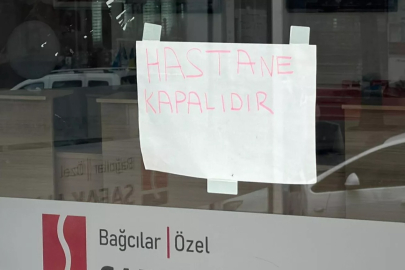 HASTANE
KAPALIDIR
Bağcılar Özel